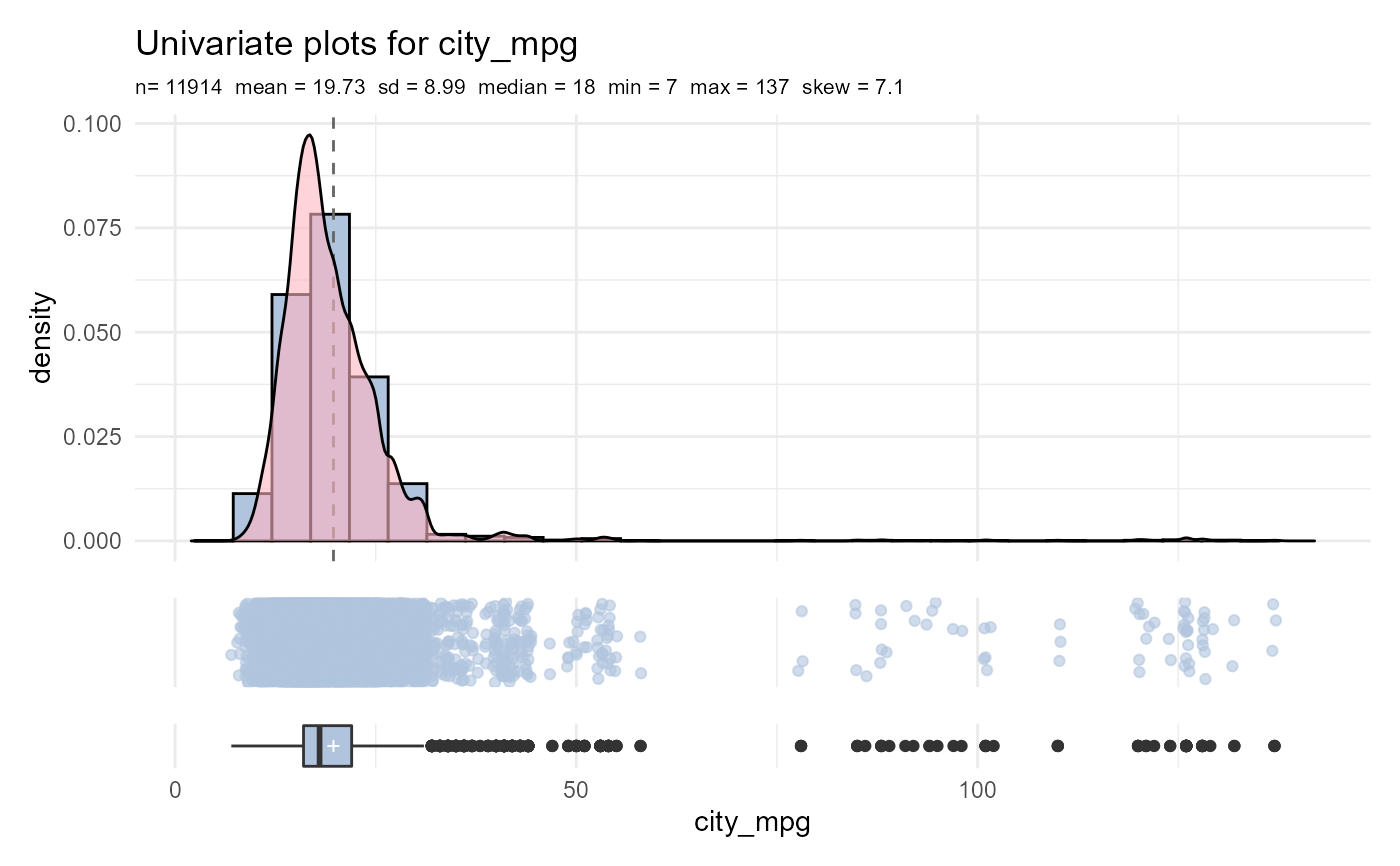 Univariate plots for city_mpg
n= 11914 mean = 19.73 sd = 8.99 median = 18 min = 7 max = 137 skew = 7.1
0.100
0.075
0.050
0.025
0.000
density
0 50 100
city_mpg